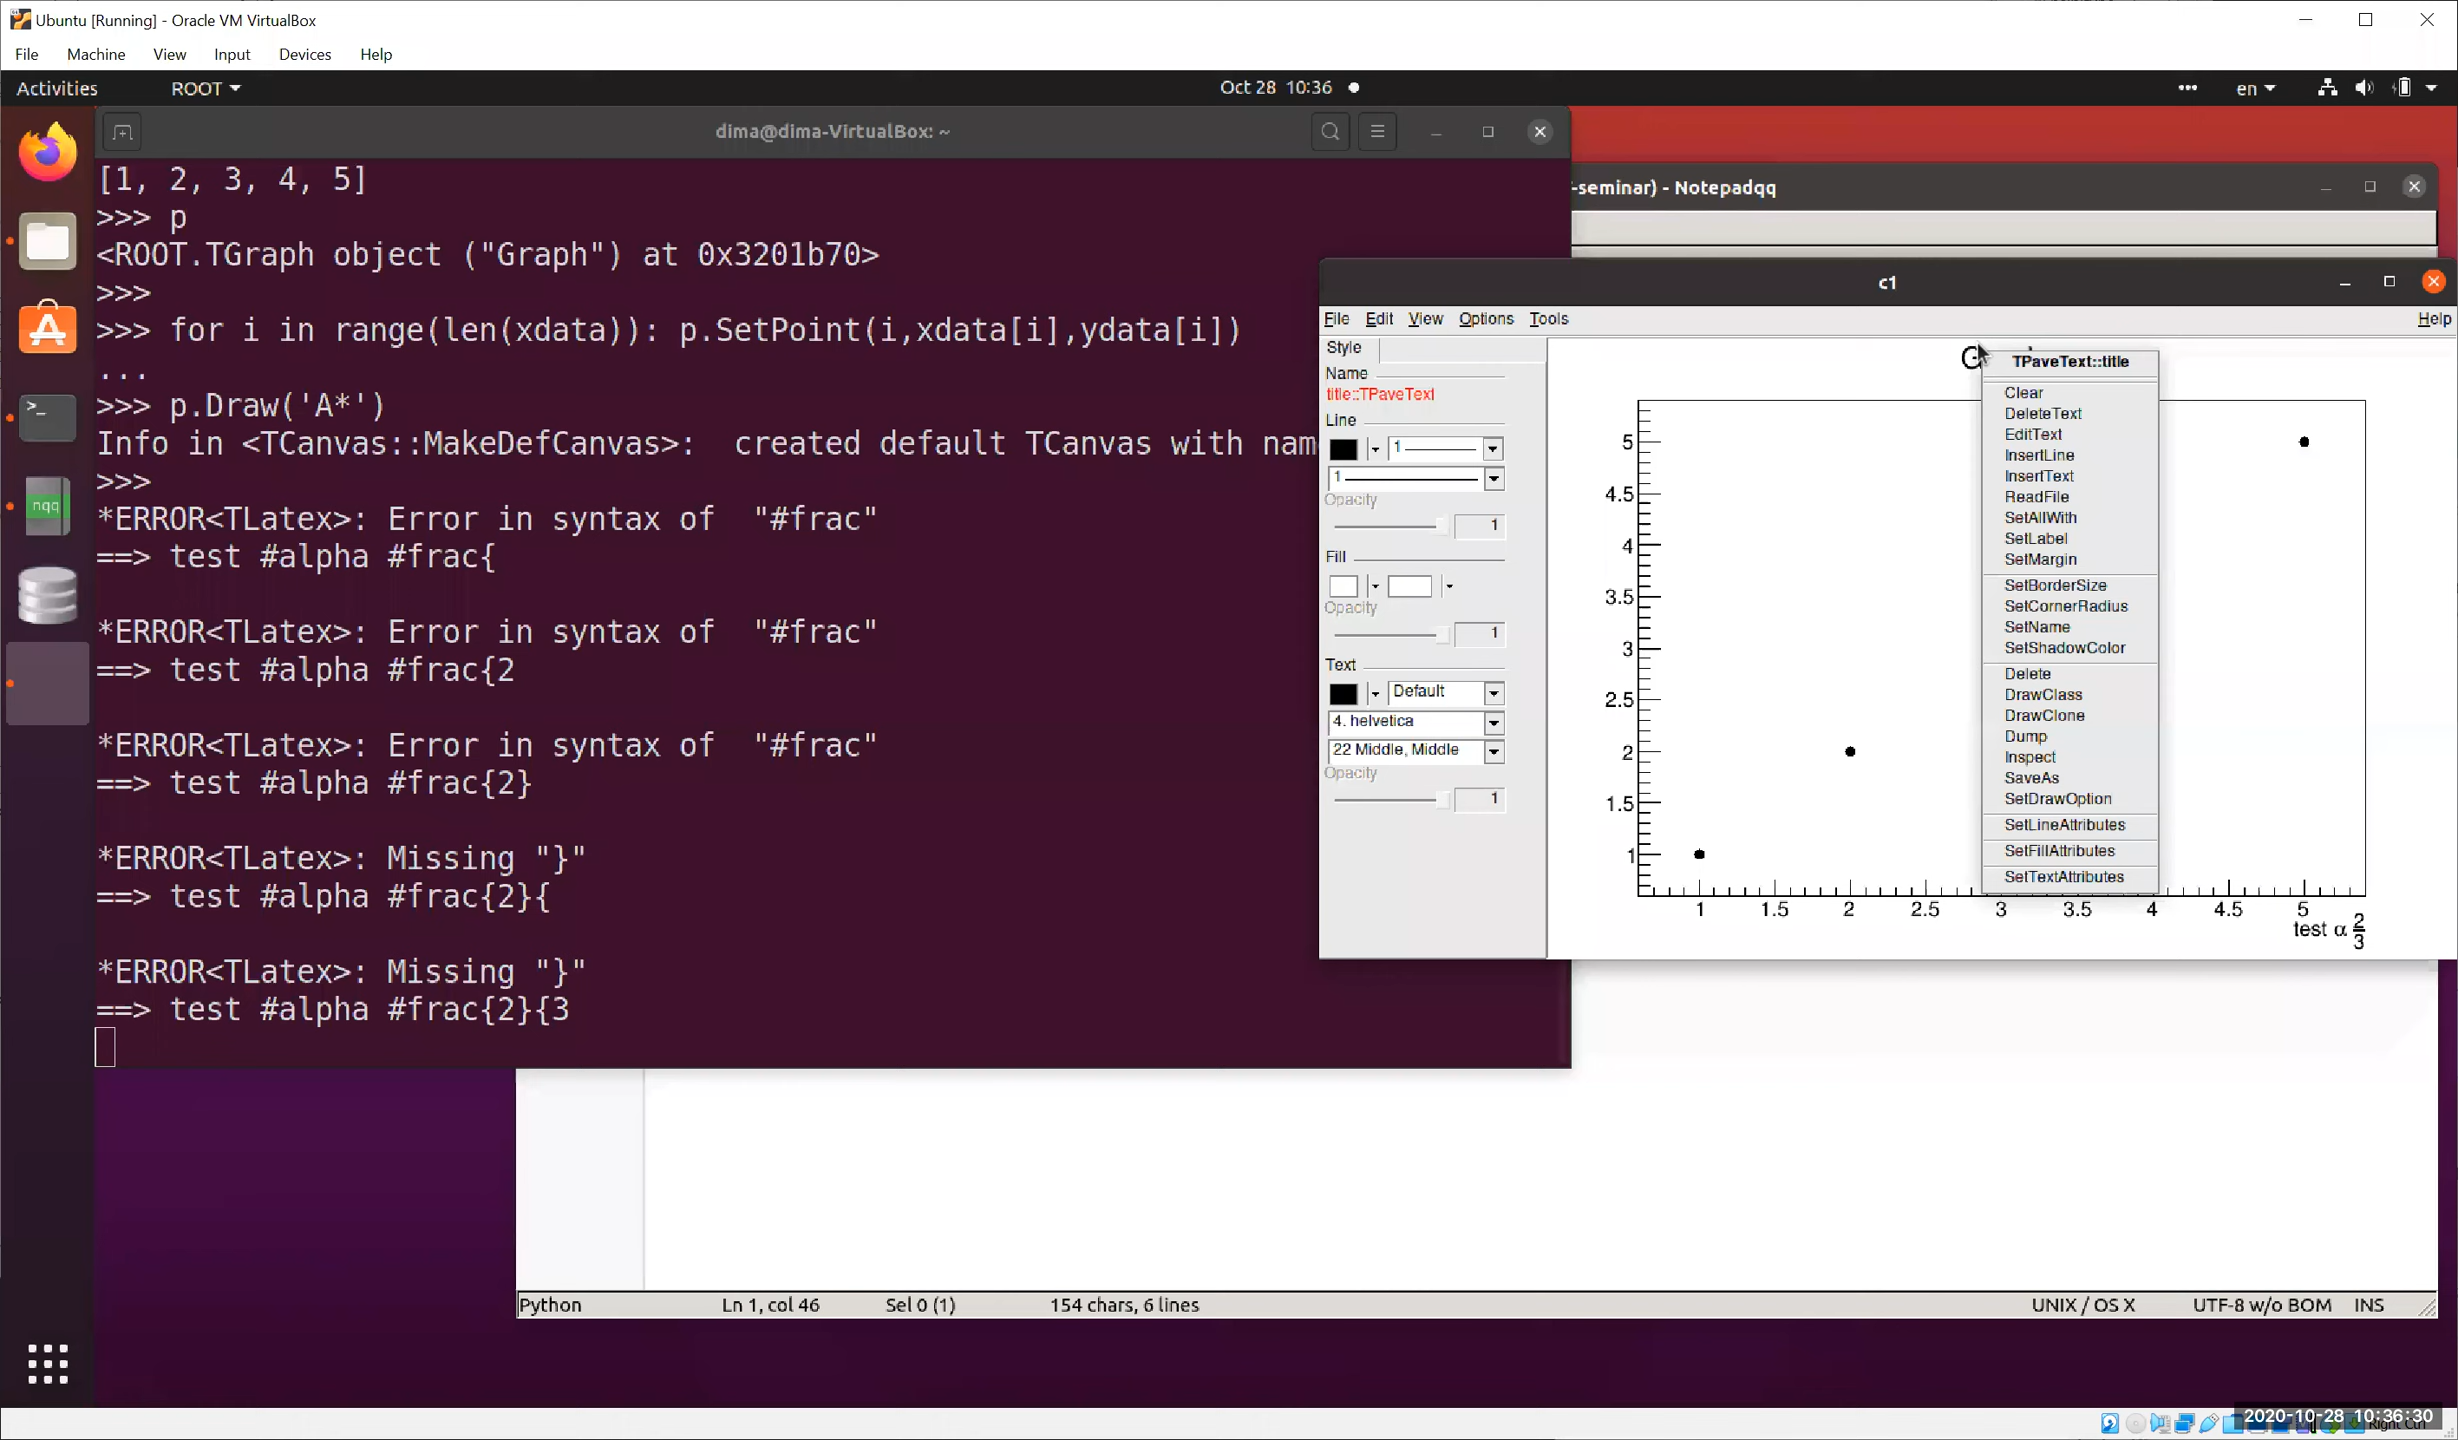 Ubuntu [Running] - Oracle VM VirtualBox
File Machine View Input Devices Help
Activities ROOT Oct 28 10:36 en
dima@dima-VirtualBox: ~
[1, 2, 3, 4, 5]
>>> p
<ROOT.TGraph object ("Graph") at 0x3201b70>
>>>
>>> for i in range(len(xdata)): p.SetPoint(i,xdata[i],ydata[i])
...
>>> p.Draw('A*')
Info in <TCanvas::MakeDefCanvas>:  created default TCanvas with
>>>
*ERROR<TLatex>: Error in syntax of  "#frac"
==> test #alpha #frac{
*ERROR<TLatex>: Error in syntax of  "#frac"
==> test #alpha #frac{2
*ERROR<TLatex>: Error in syntax of  "#frac"
==> test #alpha #frac{2}
*ERROR<TLatex>: Missing "}"
==> test #alpha #frac{2}{
*ERROR<TLatex>: Missing "}"
==> test #alpha #frac{2}{3
nqq
-seminar) - Notepadqq
c1
File Edit View Options Tools Help
Style
Name
title::TPaveText
Line
1
1
Opacity
1
Fill
Opacity
1
Text
Default
4. helvetica
22 Middle, Middle
Opacity
1
TPaveText::title
Clear
DeleteText
EditText
InsertLine
InsertText
ReadFile
SetAllWith
SetLabel
SetMargin
SetBorderSize
SetCornerRadius
SetName
SetShadowColor
Delete
DrawClass
DrawClone
Dump
Inspect
SaveAs
SetDrawOption
SetLineAttributes
SetFillAttributes
SetTextAttributes
5
4.5
4
3.5
3
2.5
2
1.5
1
1 1.5 2 2.5 3 3.5 4 4.5 5
test α 2
3
Python Ln 1, col 46 Sel 0 (1) 154 chars, 6 lines UNIX / OS X UTF-8 w/o BOM INS
2020-10-28 10:36:30
Right Ctrl